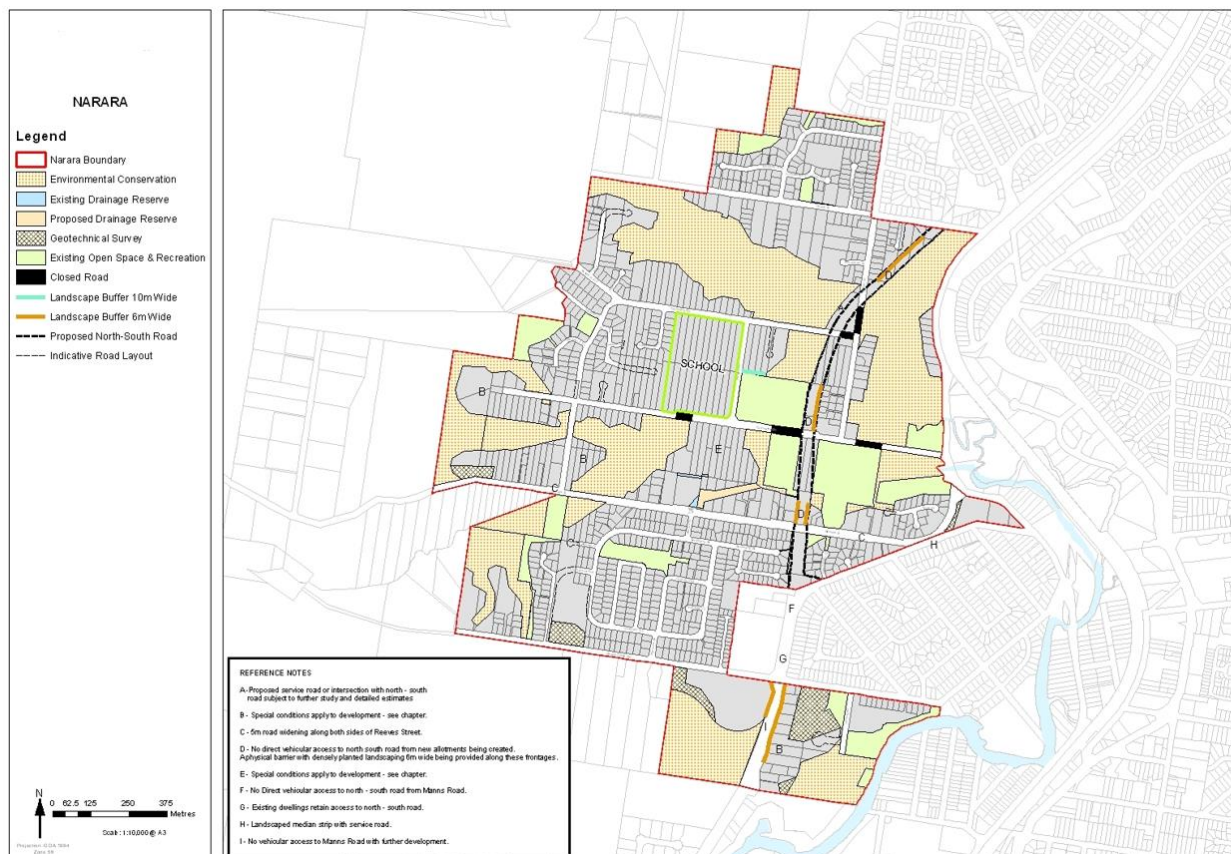 NARARA
Legend
Narara Boundary
Environmental Conservation
Existing Drainage Reserve
Proposed Drainage Reserve
Geotechnical Survey
Existing Open Space & Recreation
Closed Road
Landscape Buffer 10m Wide
Landscape Buffer 6m Wide
Proposed North-South Road
Indicative Road Layout
N
0 62.5 125 250 375
Metres
Scale : 1:10,000 @ A3
D
SCHOOL
B
D
E
B
C
D
C
C
H
F
G
I
B
REFERENCE NOTES
A- Proposed service road or intersection with north - south
road subject to further study and detailed estimates
B - Special conditions apply to development - see chapter.
C - 5m road widening along both sides of Reeves Street.
D - No direct vehicular access to north south road from new allotments being created.
Aphysical barrier with densely planted landscaping 6m wide being provided along these frontages.
E - Special conditions apply to development - see chapter.
F - No Direct vehicular access to north - south road from Manns Road.
G - Existing dwellings retain access to north - south road.
H - Landscaped median strip with service road.
I - No vehicular access to Manns Road with further development.